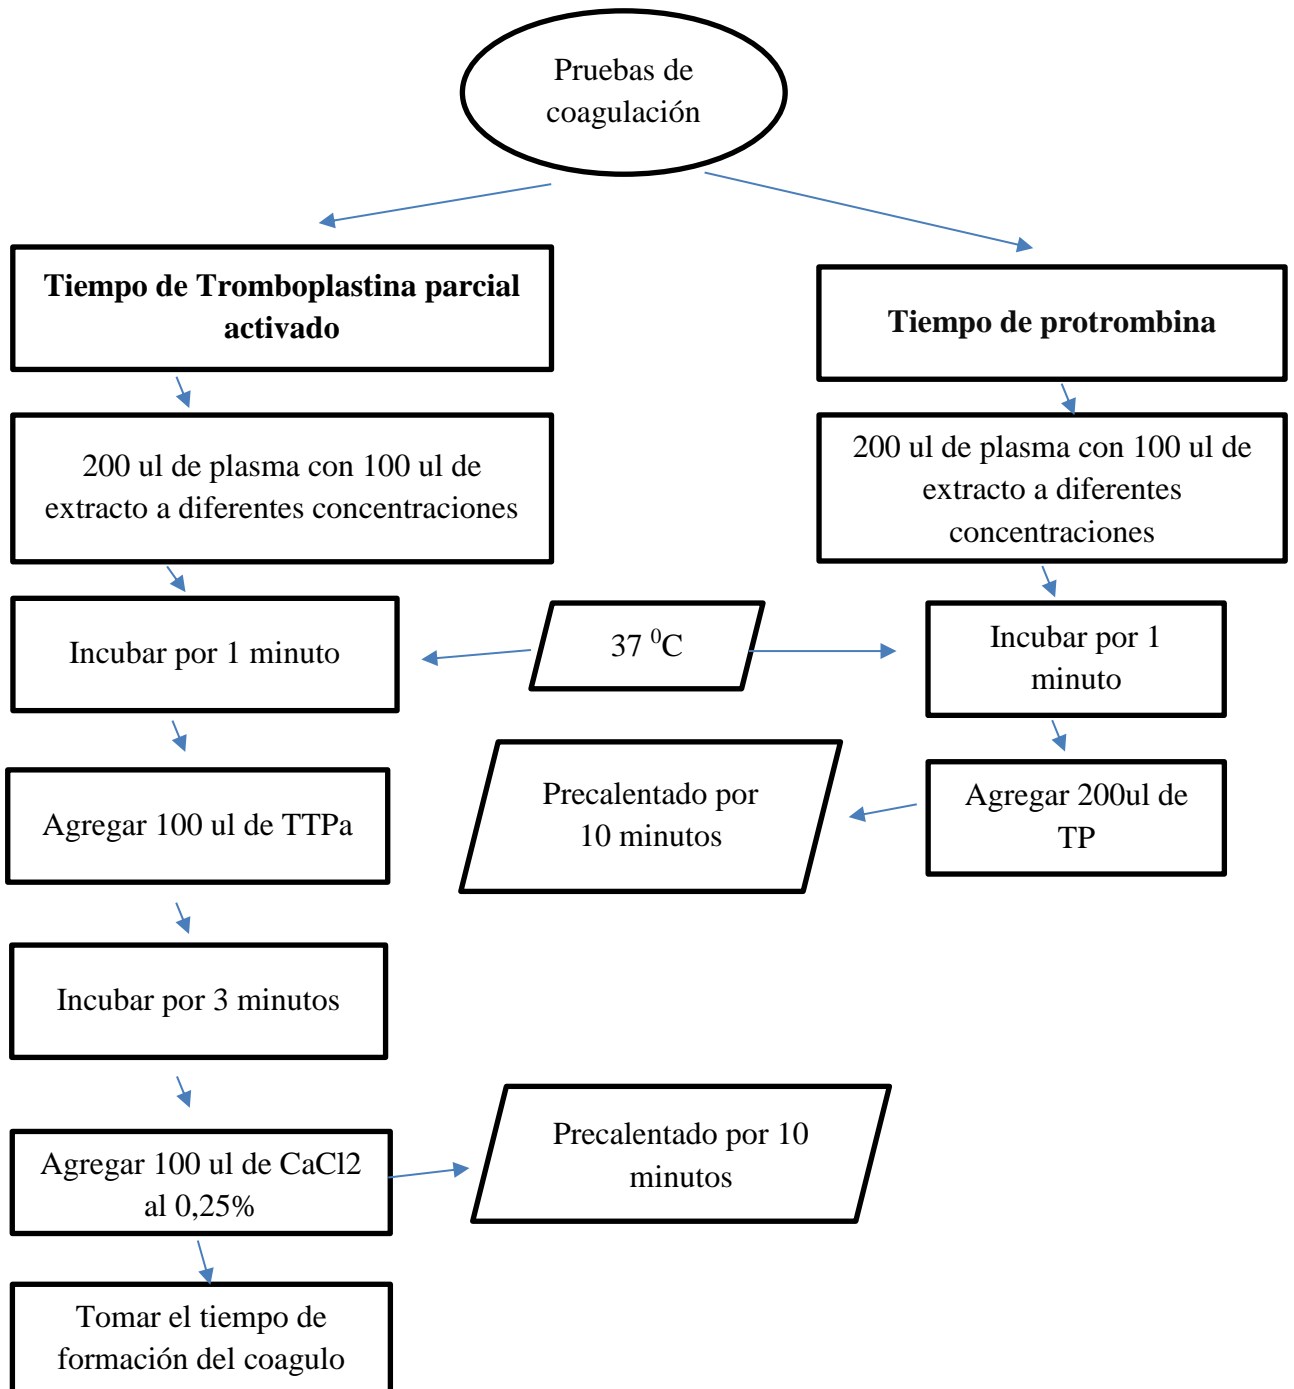 Pruebas de
coagulación
Tiempo de Tromboplastina parcial
activado
Tiempo de protrombina
200 ul de plasma con 100 ul de
extracto a diferentes concentraciones
200 ul de plasma con 100 ul de
extracto a diferentes
concentraciones
Incubar por 1 minuto
37 ⁰C
Incubar por 1
minuto
Agregar 100 ul de TTPa
Precalentado por
10 minutos
Agregar 200ul de
TP
Incubar por 3 minutos
Agregar 100 ul de CaCl2
al 0,25%
Precalentado por 10
minutos
Tomar el tiempo de
formación del coagulo